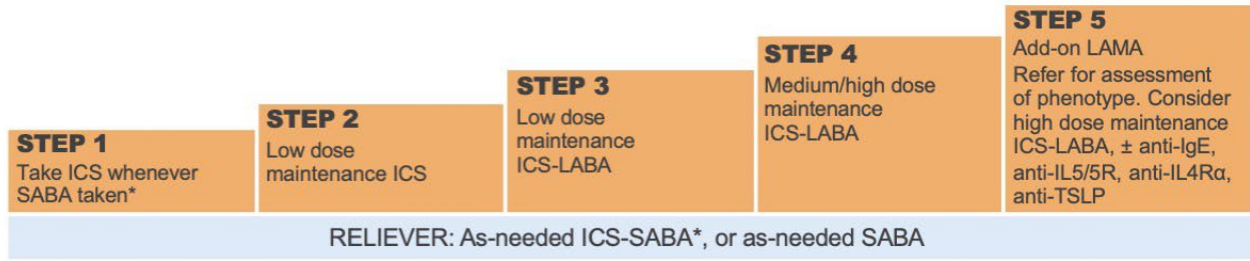 STEP 1
Take ICS whenever
SABA taken*
STEP 2
Low dose
maintenance ICS
STEP 3
Low dose
maintenance
ICS-LABA
STEP 4
Medium/high dose
maintenance
ICS-LABA
STEP 5
Add-on LAMA
Refer for assessment
of phenotype. Consider
high dose maintenance
ICS-LABA, ± anti-IgE,
anti-IL5/5R, anti-IL4Rα,
anti-TSLP
RELIEVER: As-needed ICS-SABA*, or as-needed SABA